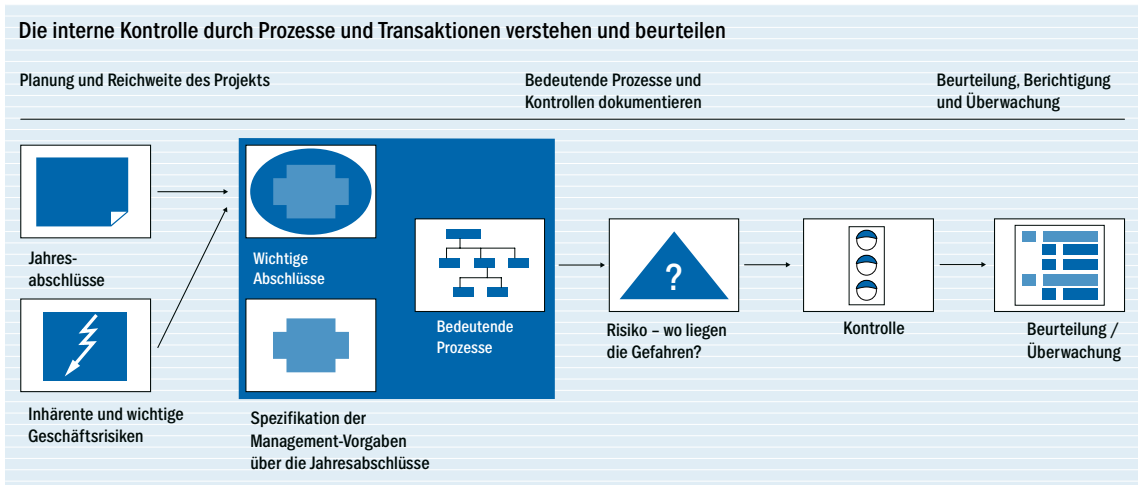 Die interne Kontrolle durch Prozesse und Transaktionen verstehen und beurteilen
Planung und Reichweite des Projekts
Bedeutende Prozesse und
Kontrollen dokumentieren
Beurteilung, Berichtigung
und Überwachung
Jahres-
abschlüsse
Wichtige
Abschlüsse
Inhärente und wichtige
Geschäftsrisiken
Spezifikation der
Management-Vorgaben
über die Jahresabschlüsse
Bedeutende
Prozesse
?
Risiko – wo liegen
die Gefahren?
Kontrolle
Beurteilung /
Überwachung